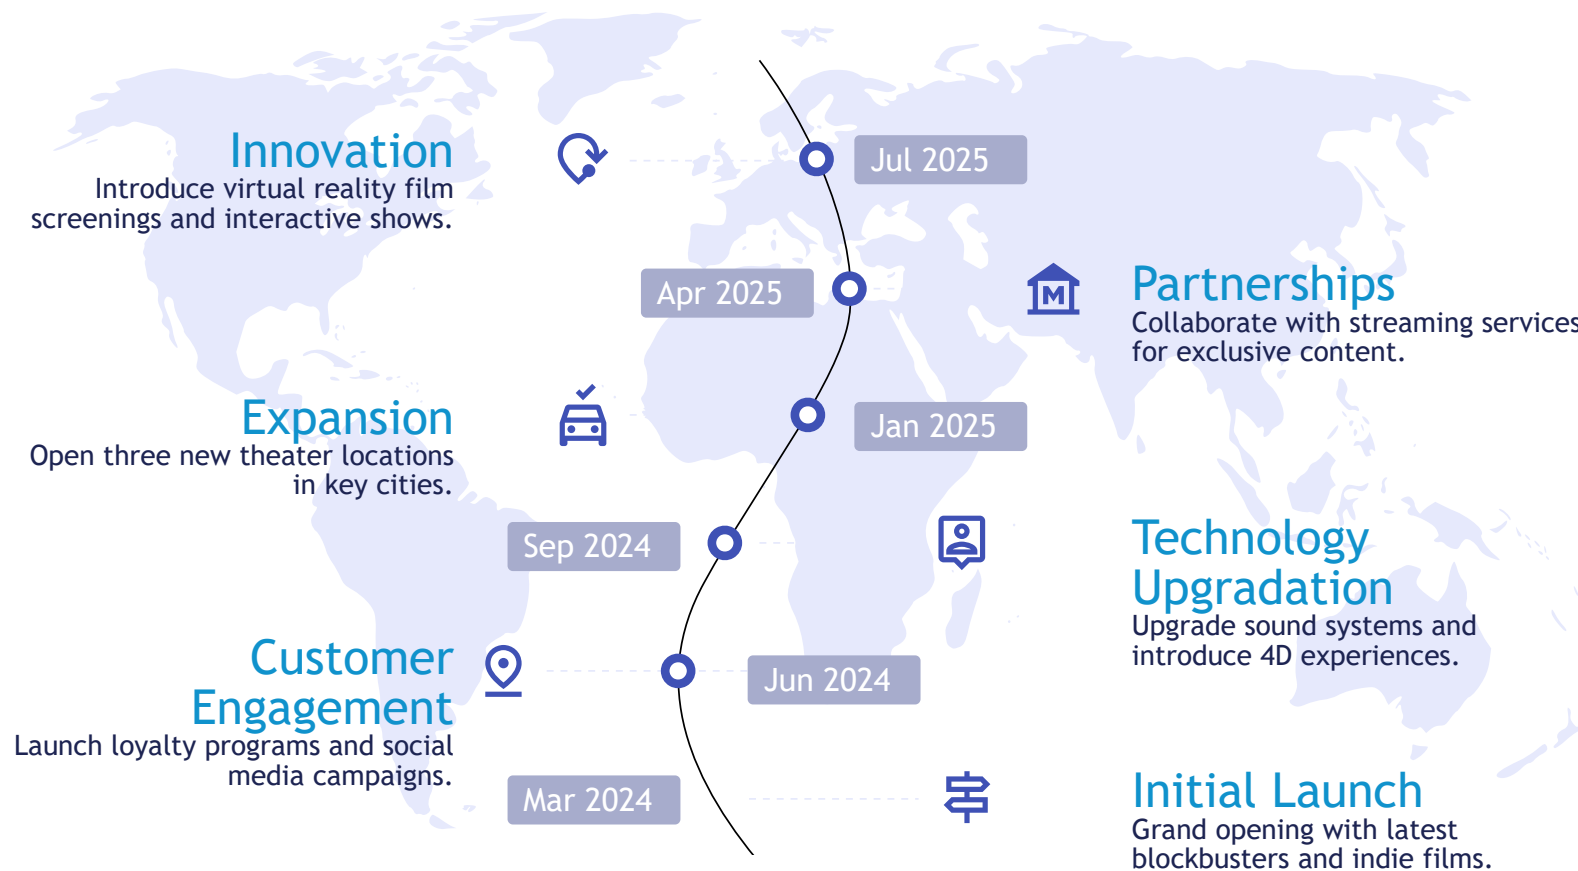 Innovation
Introduce virtual reality film
screenings and interactive shows.
Jul 2025
Apr 2025
Partnerships
Collaborate with streaming services
for exclusive content.
Expansion
Open three new theater locations
in key cities.
Jan 2025
Sep 2024
Technology
Upgradation
Upgrade sound systems and
introduce 4D experiences.
Customer
Engagement
Launch loyalty programs and social
media campaigns.
Jun 2024
Mar 2024
M
Initial Launch
Grand opening with latest
blockbusters and indie films.